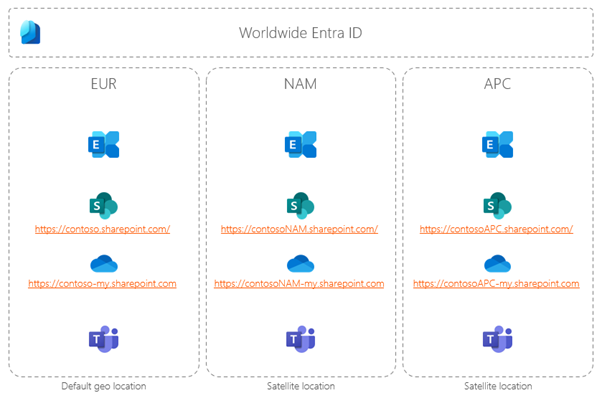 Worldwide Entra ID
EUR
NAM
APC
E
E
E
S
S
S
https://contoso.sharepoint.com/
https://contosoNAM.sharepoint.com/
https://contosoAPC.sharepoint.com/
https://contoso-my.sharepoint.com
https://contosoNAM-my.sharepoint.com
https://contosoAPC-my.sharepoint.com
T
T
T
Default geo location
Satellite location
Satellite location